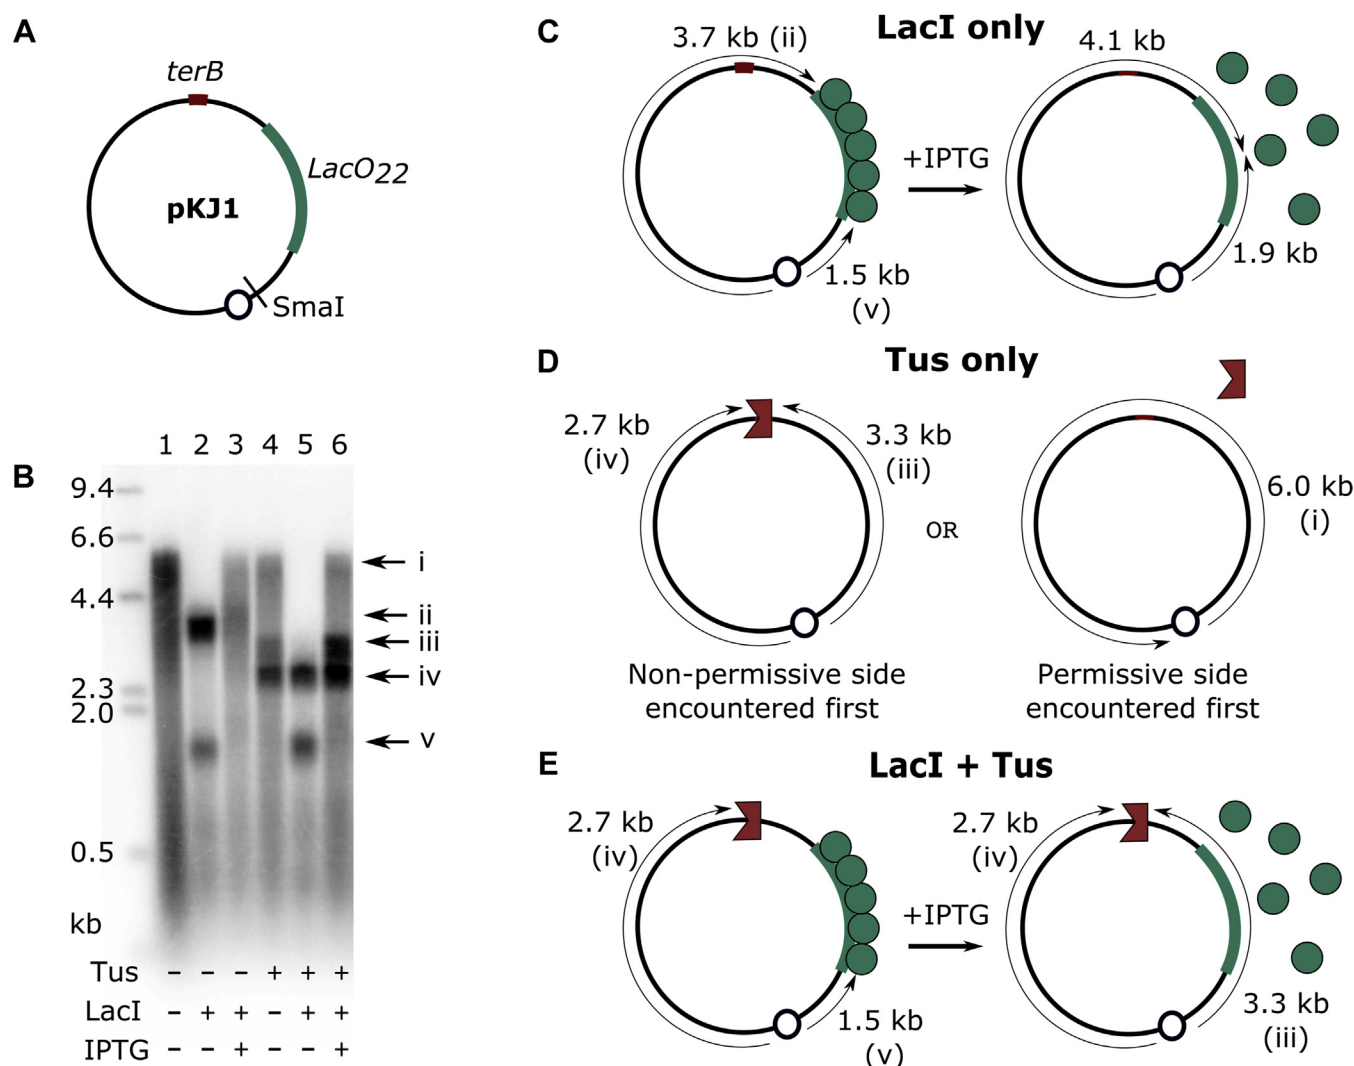 A
terB
LacO22
pKJ1
SmaI
B
1 2 3 4 5 6
9.4
6.6
4.4
2.3
2.0
0.5
kb
i
ii
iii
iv
v
Tus – – – + + +
LacI – + + – + +
IPTG – – + – – +
C
LacI only
3.7 kb (ii)
1.5 kb
(v)
+IPTG
4.1 kb
1.9 kb
D
Tus only
2.7 kb
(iv)
3.3 kb
(iii)
Non-permissive side
encountered first
OR
6.0 kb
(i)
Permissive side
encountered first
E
LacI + Tus
2.7 kb
(iv)
1.5 kb
(v)
+IPTG
2.7 kb
(iv)
3.3 kb
(iii)